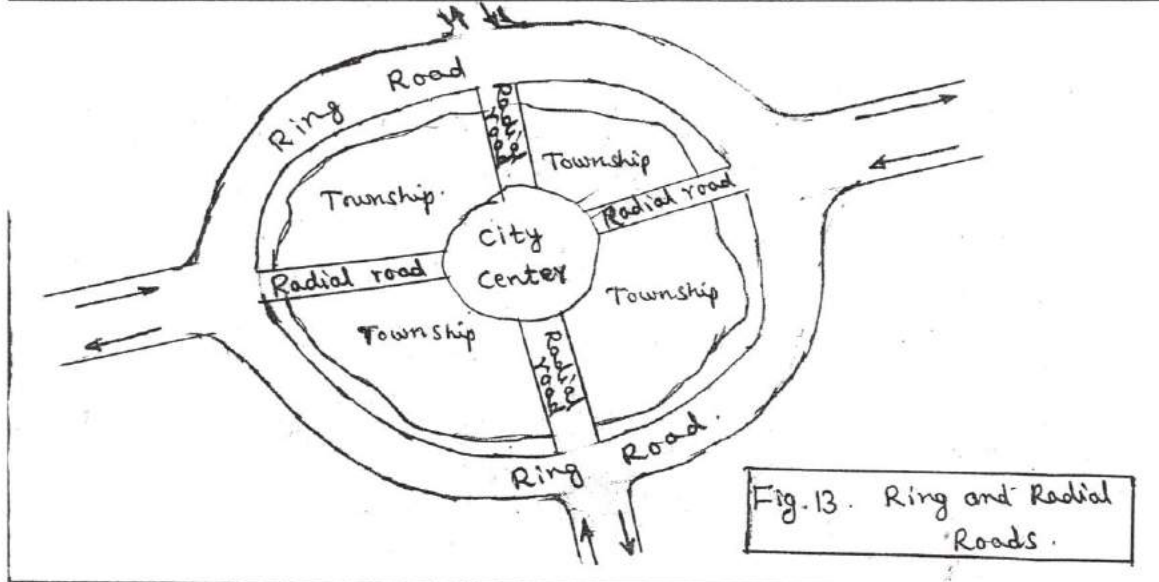 Ring Road
Radial
road
Township
Township.
Radial road
City
Center
Radial road
Township
Township
Radial
road
Ring Road.
Fig. 13. Ring and Radial
Roads.